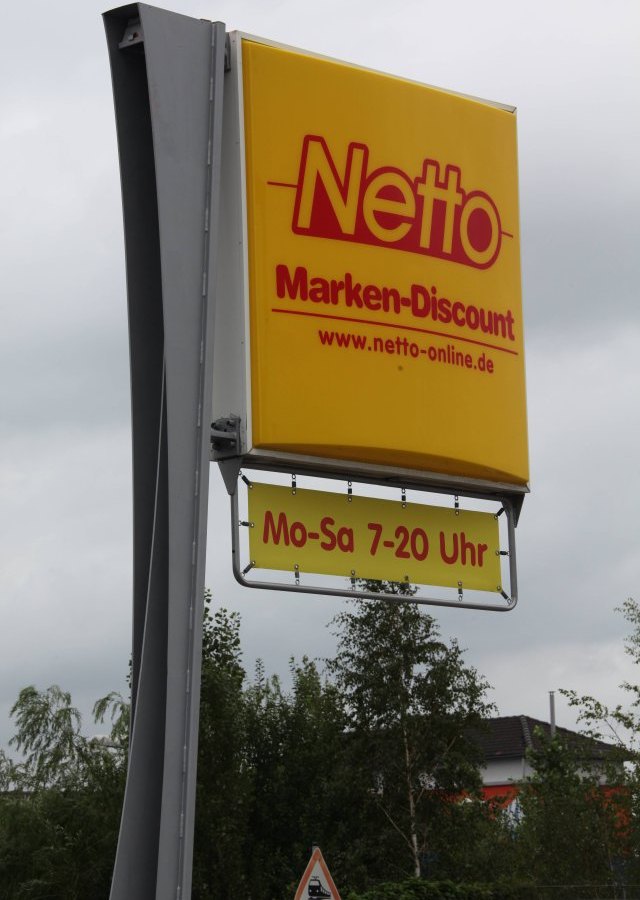 Netto
Marken-Discount
www.netto-online.de
Mo-Sa 7-20 Uhr